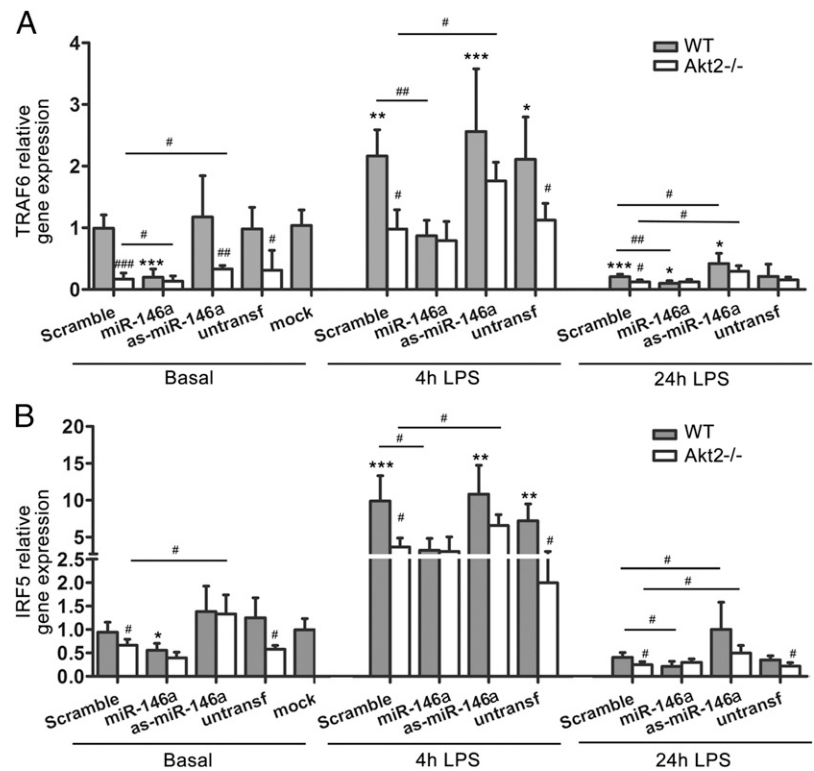 A
TRAF6 relative
gene expression
4
3
2
1
0
WT
Akt2-/-
#
#
###
***
##
#
#
##
**
#
***
*
#
#
#
##
***
#
*
*
Scramble
miR-146a
as-miR-146a
untransf
mock
Scramble
miR-146a
as-miR-146a
untransf
Scramble
miR-146a
as-miR-146a
untransf
Basal
4h LPS
24h LPS
B
IRF5 relative
gene expression
20
15
10
5
2.5
2.0
1.5
1.0
0.5
0.0
WT
Akt2-/-
#
#
*
#
#
#
***
#
**
**
#
#
#
#
#
#
Scramble
miR-146a
as-miR-146a
untransf
mock
Scramble
miR-146a
as-miR-146a
untransf
Scramble
miR-146a
as-miR-146a
untransf
Basal
4h LPS
24h LPS